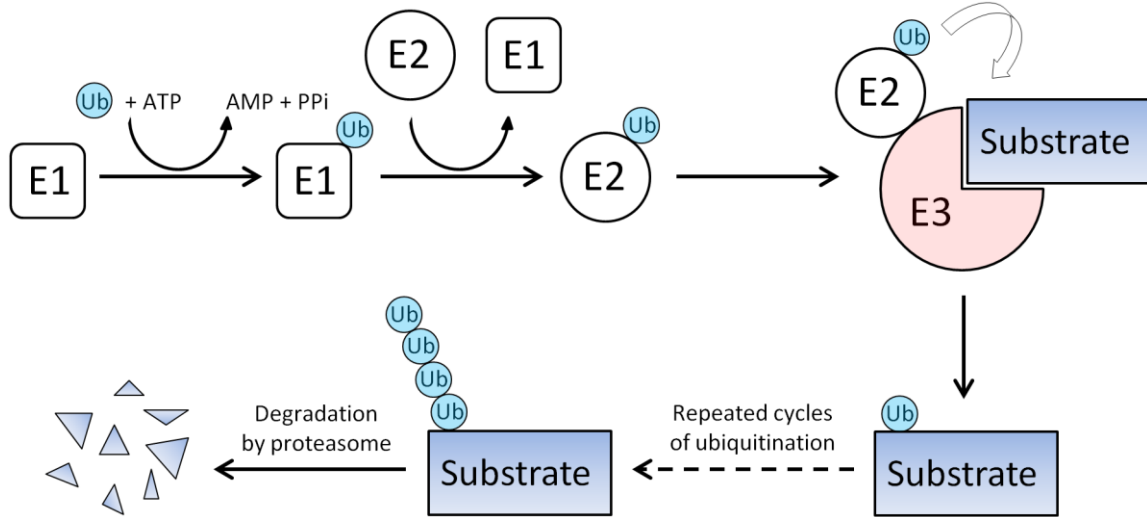 Ub + ATP
AMP + PPi
E1
Ub
E1
E2
E1
Ub
E2
Ub
E2
Substrate
E3
Ub
Substrate
Repeated cycles
of ubiquitination
Ub
Ub
Ub
Ub
Substrate
Degradation
by proteasome